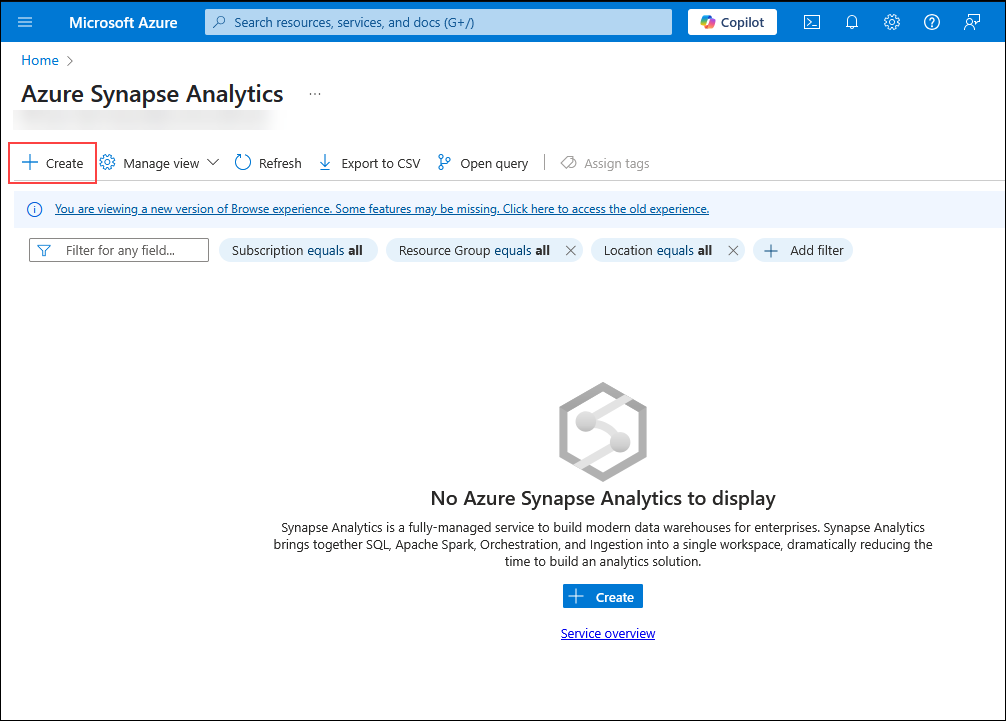 Microsoft Azure
Search resources, services, and docs (G+/)
Copilot
Home
Azure Synapse Analytics ...
Create Manage view Refresh Export to CSV Open query Assign tags
You are viewing a new version of Browse experience. Some features may be missing. Click here to access the old experience.
Filter for any field... Subscription equals all Resource Group equals all Location equals all Add filter
No Azure Synapse Analytics to display
Synapse Analytics is a fully-managed service to build modern data warehouses for enterprises. Synapse Analytics
brings together SQL, Apache Spark, Orchestration, and Ingestion into a single workspace, dramatically reducing the
time to build an analytics solution.
Create
Service overview